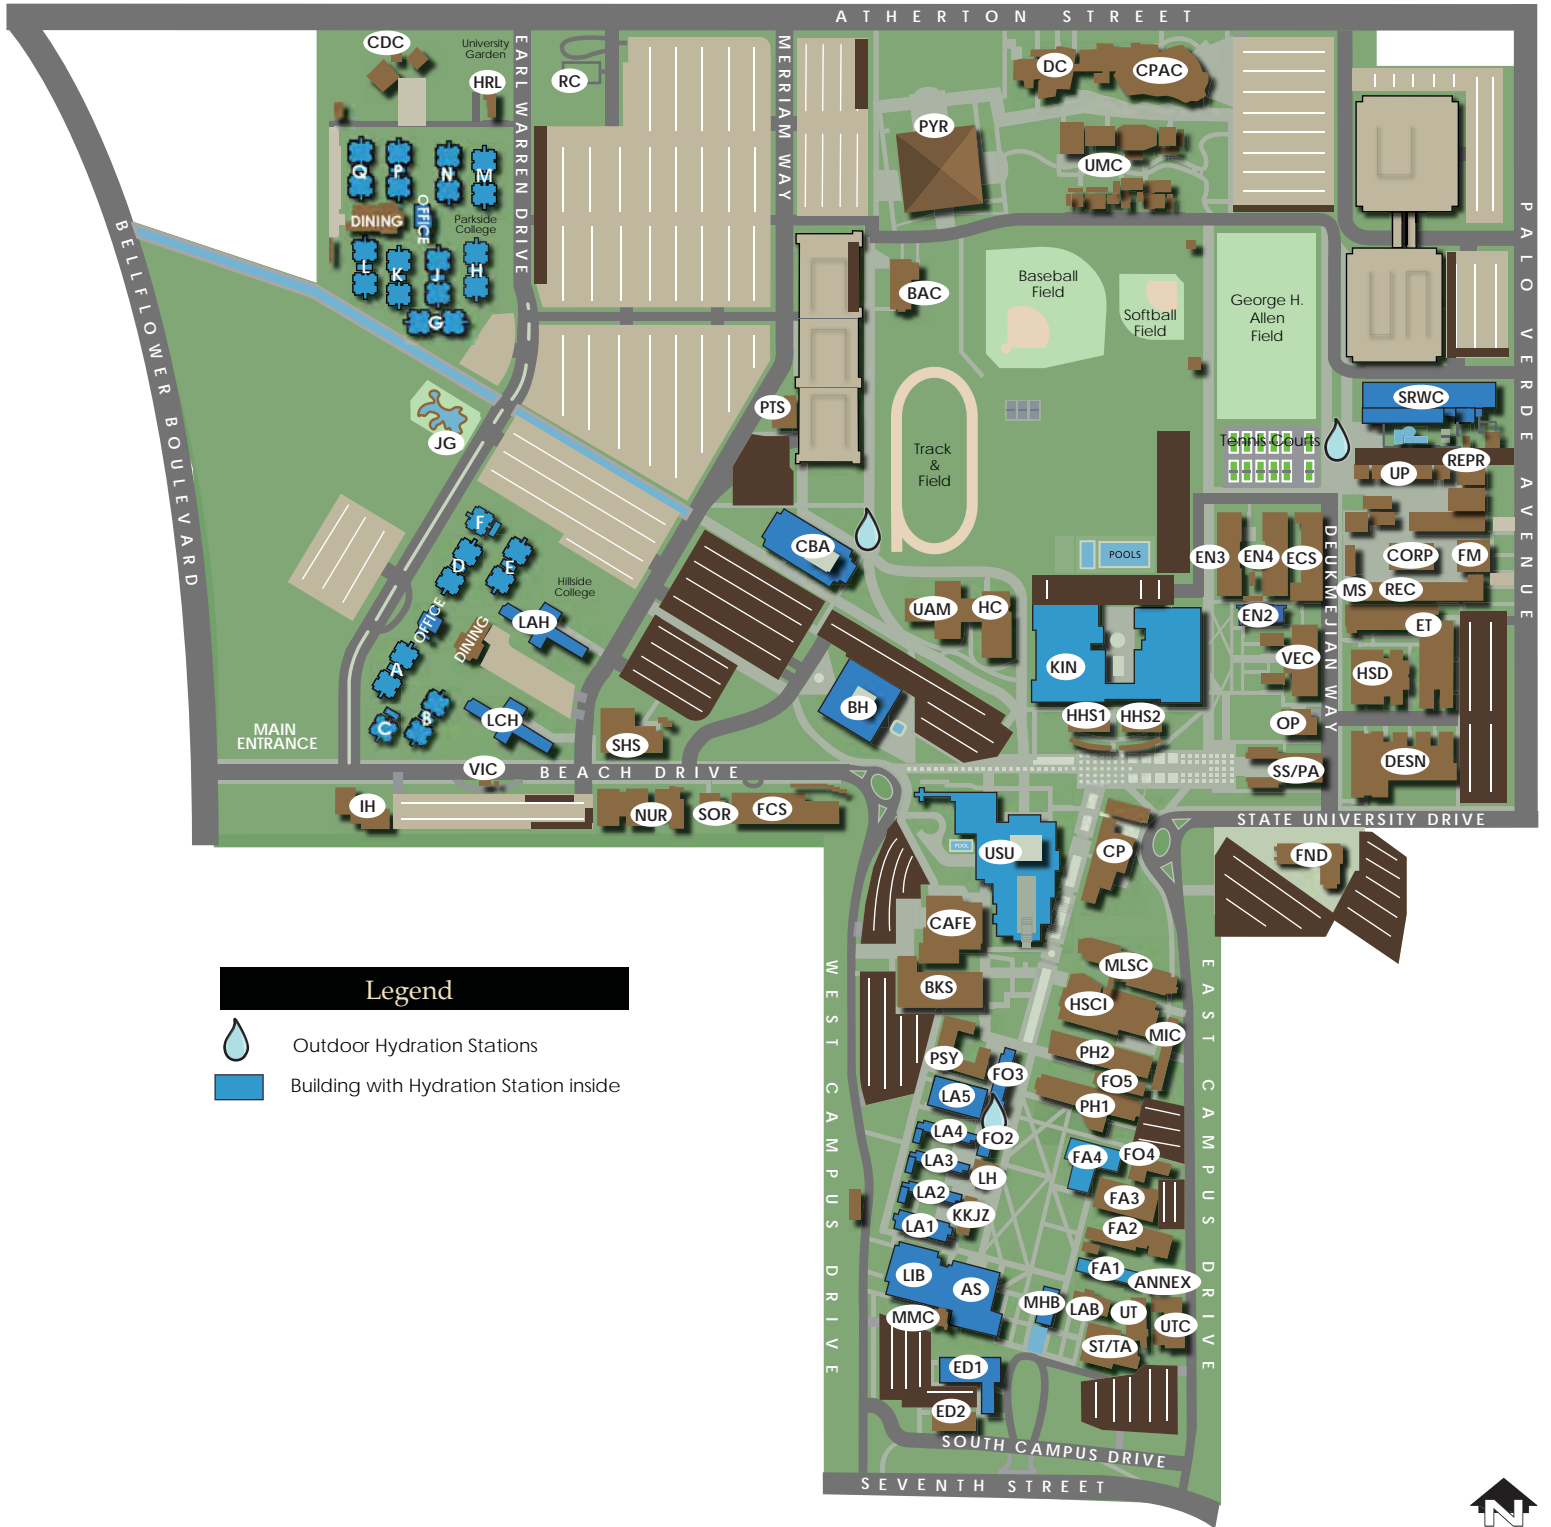 ATHERTON STREET
CDC
University
Garden
HRL
EARL WARREN DRIVE
RC
MERRIAM WAY
DC
CPAC
PYR
UMC
Q
P
N
M
DINING
OFFICE
Parkside
College
L
K
J
H
G
BELLFLOWER BOULEVARD
PALO VERDE AVENUE
BAC
Baseball
Field
Softball
Field
George H.
Allen
Field
JG
PTS
Track
&
Field
Tennis Courts
SRWC
REPR
UP
F
D
E
Hillside
College
OFFICE
DINING
LAH
A
B
C
LCH
CBA
POOLS
EN3
EN4
ECS
DEUKMEJIAN WAY
CORP
FM
MS
REC
EN2
ET
UAM
HC
VEC
HSD
KIN
BH
HHS1
HHS2
OP
SS/PA
DESN
MAIN
ENTRANCE
SHS
VIC
BEACH DRIVE
IH
NUR
SOR
FCS
STATE UNIVERSITY DRIVE
FND
POOL
USU
CP
CAFE
BKS
WEST CAMPUS DRIVE
EAST CAMPUS DRIVE
MLSC
HSCI
MIC
Legend
Outdoor Hydration Stations
Building with Hydration Station inside
PSY
FO3
PH2
FO5
LA5
PH1
LA4
FO2
LA3
LH
FA4
FO4
LA2
KKJZ
FA3
LA1
FA2
LIB
AS
FA1
ANNEX
MMC
MHB
LAB
UT
UTC
ST/TA
ED1
ED2
SOUTH CAMPUS DRIVE
SEVENTH STREET
N